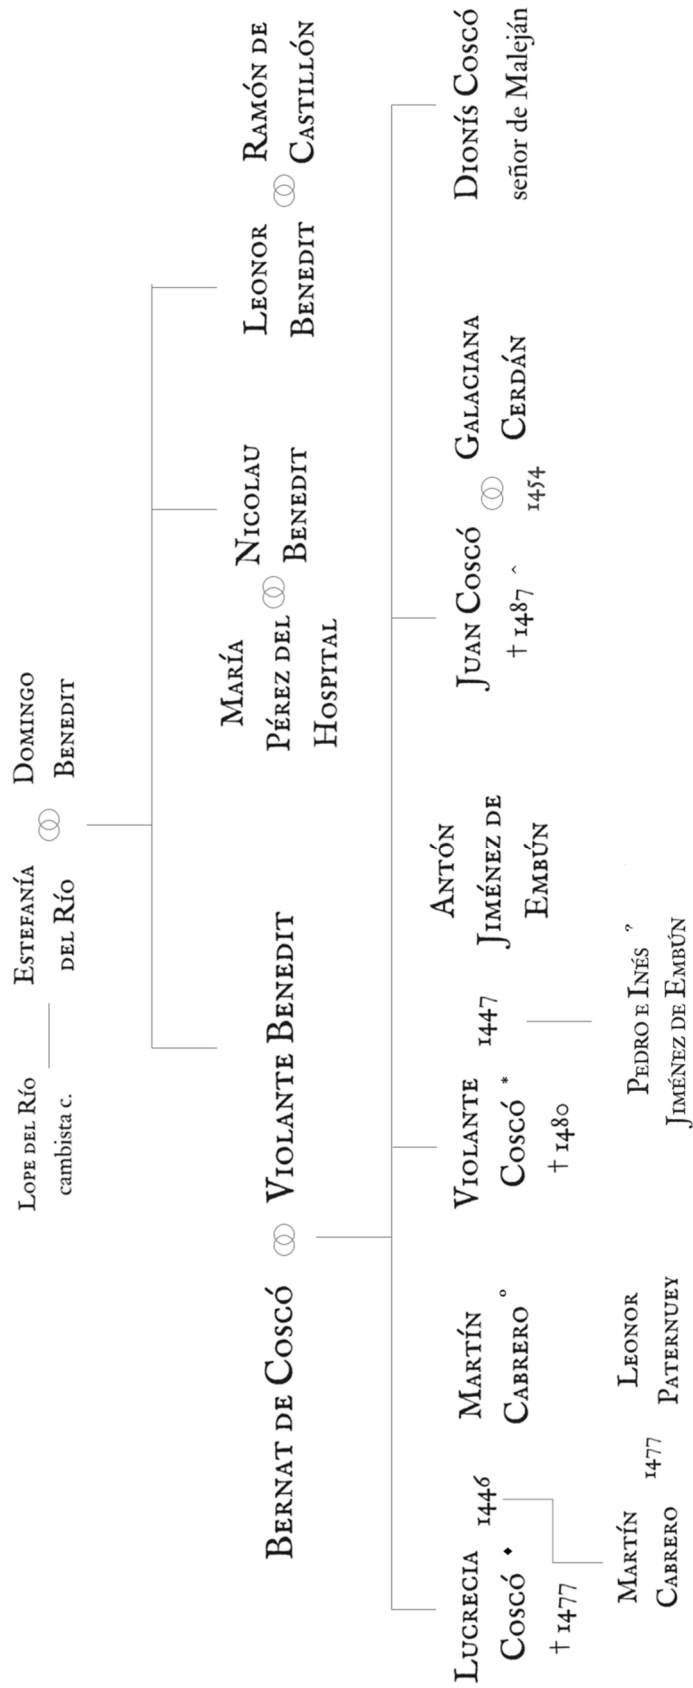 LOPE DEL RÍO
cambista c.
ESTEFANÍA
DEL RÍO
DOMINGO
BENEDIT
BERNAT DE COSCÓ
VIOLANTE BENEDIT
MARÍA
PÉREZ DEL
HOSPITAL
NICOLAU
BENEDIT
LEONOR
BENEDIT
RAMÓN DE
CASTILLÓN
LUCRECIA
COSCÓ ♦
† 1477
1446
MARTÍN
CABRERO °
VIOLANTE
COSCÓ *
† 1480
1447
ANTÓN
JIMÉNEZ DE
EMBÚN
JUAN COSCÓ
† 1487 ^
1454
GALACIANA
CERDÁN
DIONÍS COSCÓ
señor de Maleján
MARTÍN
CABRERO
1477
LEONOR
PATERNUEY
PEDRO E INÉS ?
JIMÉNEZ DE EMBÚN